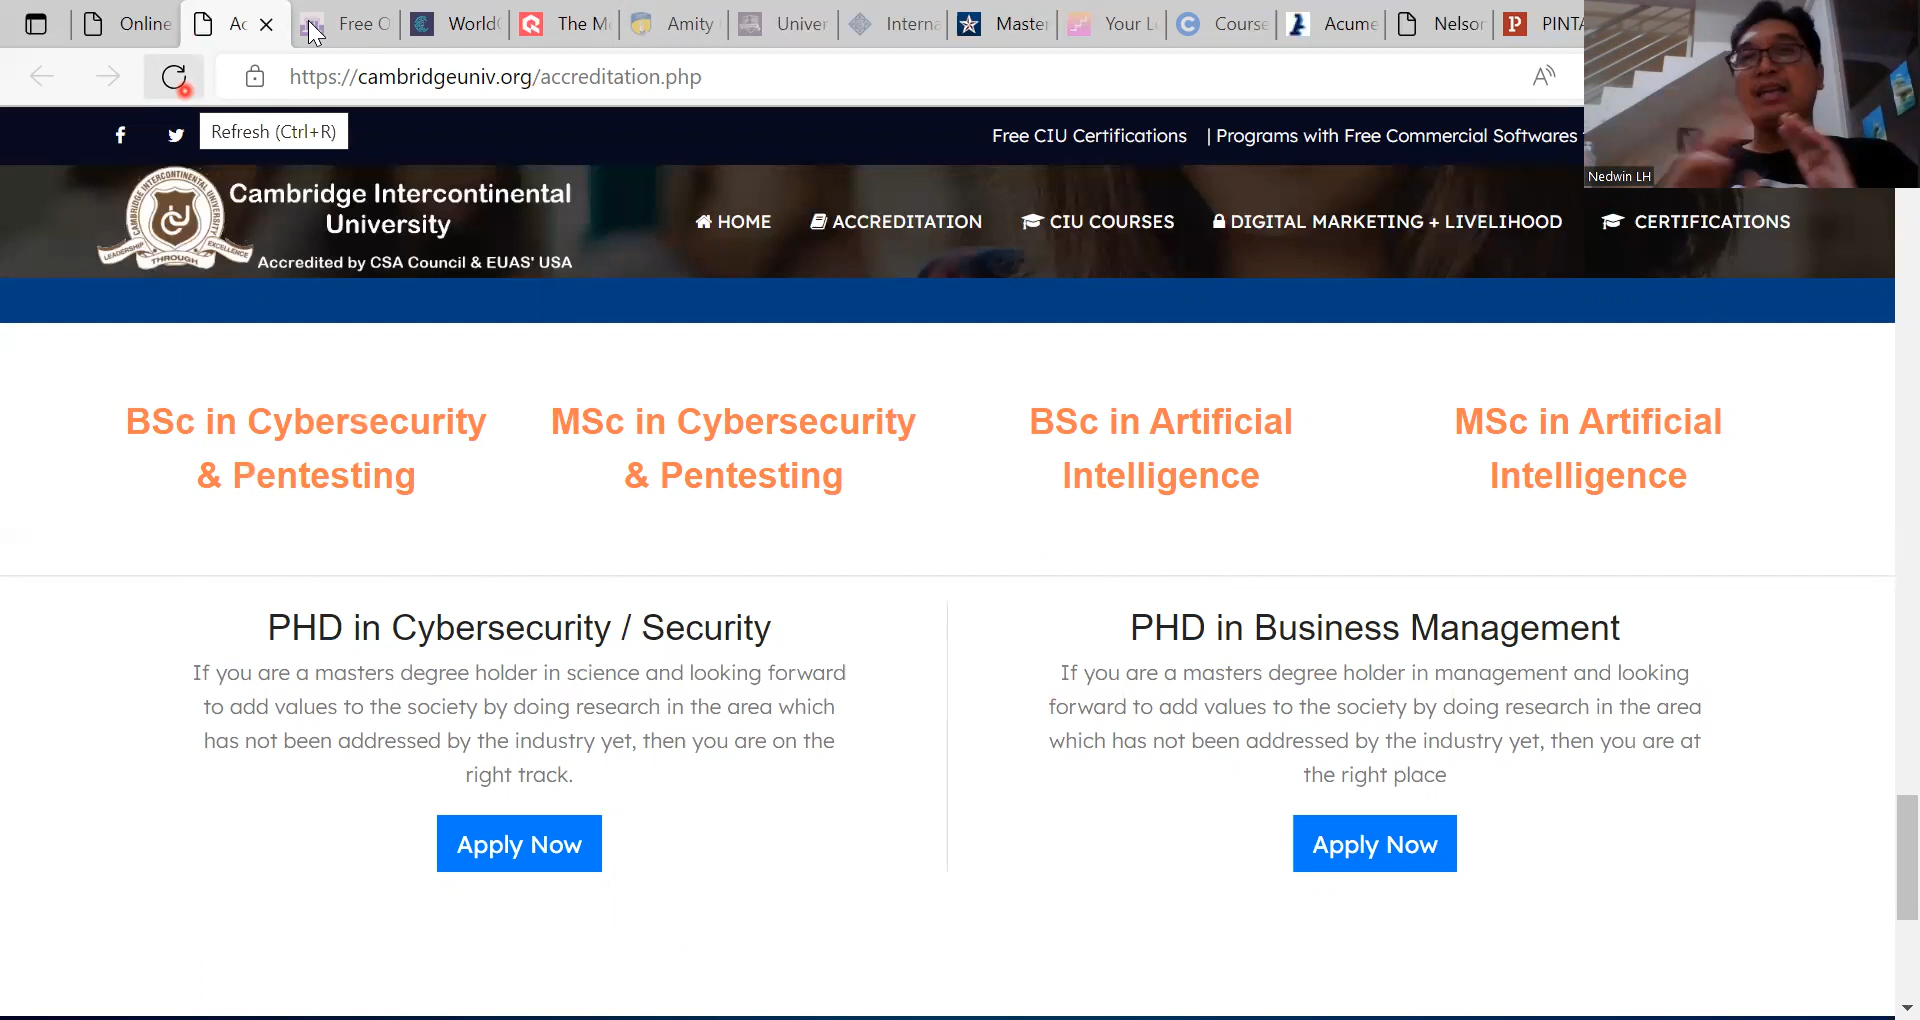 Online
Ac
Free O
World
The M
Amity
Univer
Interna
Master
Your L
Course
Acume
Nelson
PINTA
https://cambridgeuniv.org/accreditation.php
Refresh (Ctrl+R)
Free CIU Certifications | Programs with Free Commercial Softwares
Nedwin LH
Cambridge Intercontinental
University
Accredited by CSA Council & EUAS' USA
CAMBRIDGE INTERCONTINENTAL UNIVERSITY
LEADERSHIP THROUGH EXCELLENCE
HOME
ACCREDITATION
CIU COURSES
DIGITAL MARKETING + LIVELIHOOD
CERTIFICATIONS
BSc in Cybersecurity
& Pentesting
MSc in Cybersecurity
& Pentesting
BSc in Artificial
Intelligence
MSc in Artificial
Intelligence
PHD in Cybersecurity / Security
If you are a masters degree holder in science and looking forward
to add values to the society by doing research in the area which
has not been addressed by the industry yet, then you are on the
right track.
Apply Now
PHD in Business Management
If you are a masters degree holder in management and looking
forward to add values to the society by doing research in the area
which has not been addressed by the industry yet, then you are at
the right place
Apply Now